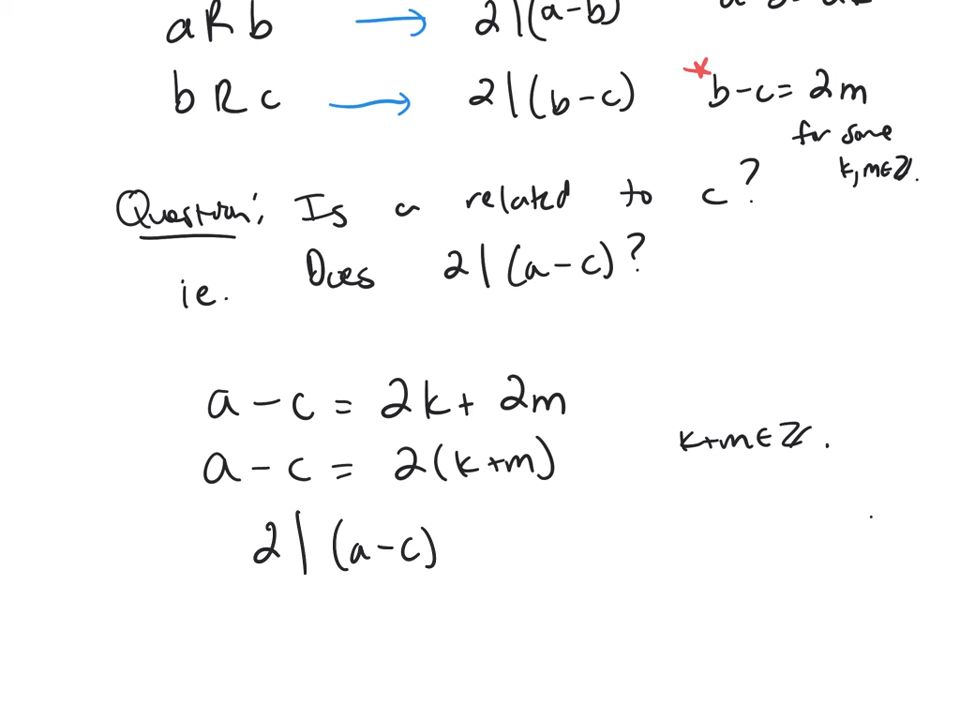 aRb → 2|(a-b)
bRc → 2|(b-c) *b-c= 2m
for some
k,m∈ℤ.
Question: Is a related to c?
ie. Does 2|(a-c)?
a-c = 2k+ 2m
a-c = 2(k+m) k+m∈ℤ.
2|(a-c)